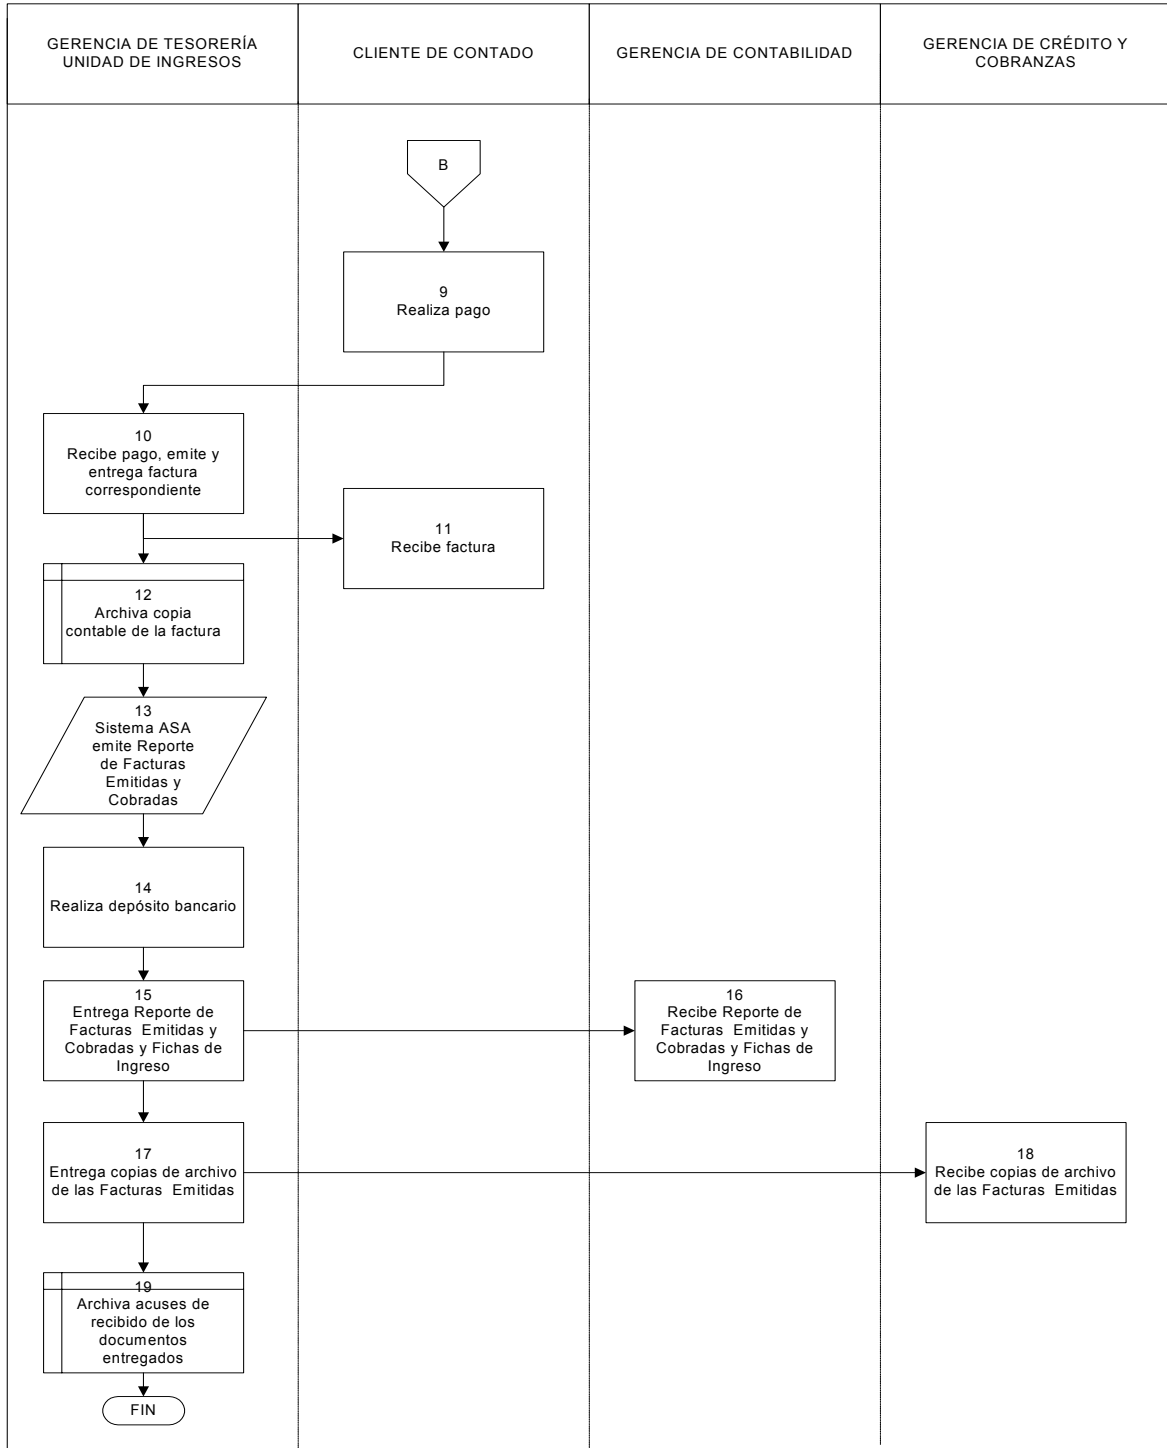 GERENCIA DE TESORERÍA
UNIDAD DE INGRESOS
CLIENTE DE CONTADO
GERENCIA DE CONTABILIDAD
GERENCIA DE CRÉDITO Y
COBRANZAS
B
9
Realiza pago
10
Recibe pago, emite y
entrega factura
correspondiente
11
Recibe factura
12
Archiva copia
contable de la factura
13
Sistema ASA
emite Reporte
de Facturas
Emitidas y
Cobradas
14
Realiza depósito bancario
15
Entrega Reporte de
Facturas Emitidas y
Cobradas y Fichas de
Ingreso
16
Recibe Reporte de
Facturas Emitidas y
Cobradas y Fichas de
Ingreso
17
Entrega copias de archivo
de las Facturas Emitidas
18
Recibe copias de archivo
de las Facturas Emitidas
19
Archiva acuses de
recibido de los
documentos
entregados
FIN